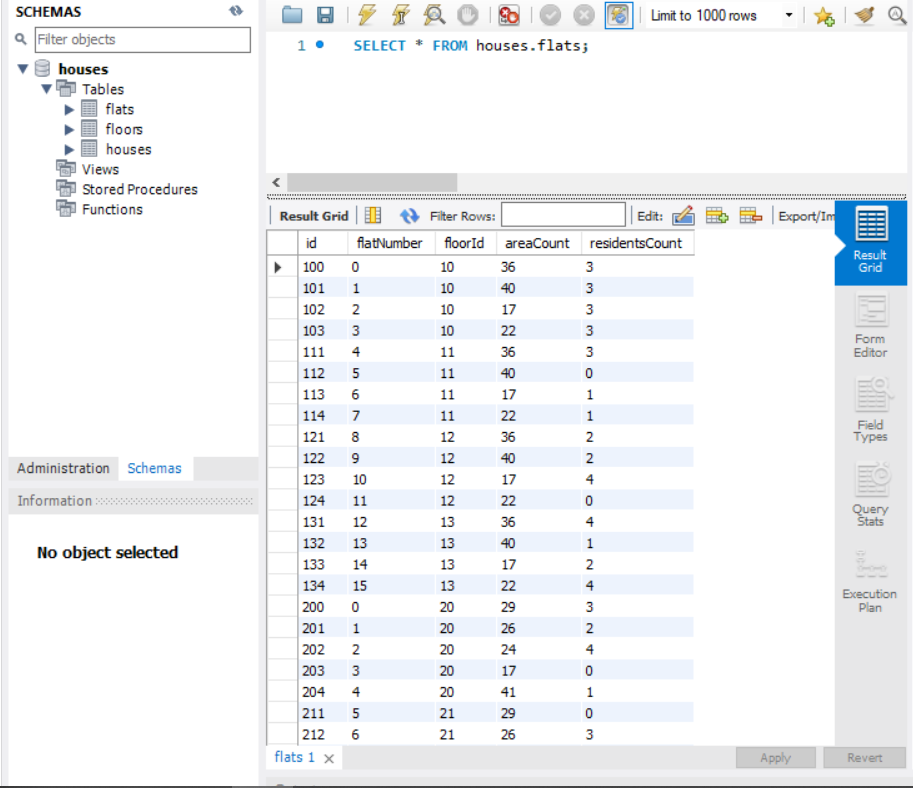 SCHEMAS
Filter objects
houses
Tables
flats
floors
houses
Views
Stored Procedures
Functions
Administration Schemas
Information
No object selected
Limit to 1000 rows
1 SELECT * FROM houses.flats;
Result Grid Filter Rows: Edit: Export/Im
id flatNumber floorId areaCount residentsCount
100 0 10 36 3
101 1 10 40 3
102 2 10 17 3
103 3 10 22 3
111 4 11 36 3
112 5 11 40 0
113 6 11 17 1
114 7 11 22 1
121 8 12 36 2
122 9 12 40 2
123 10 12 17 4
124 11 12 22 0
131 12 13 36 4
132 13 13 40 1
133 14 13 17 2
134 15 13 22 4
200 0 20 29 3
201 1 20 26 2
202 2 20 24 4
203 3 20 17 0
204 4 20 41 1
211 5 21 29 0
212 6 21 26 3
Result
Grid
Form
Editor
Field
Types
Query
Stats
Execution
Plan
flats 1 Apply Revert